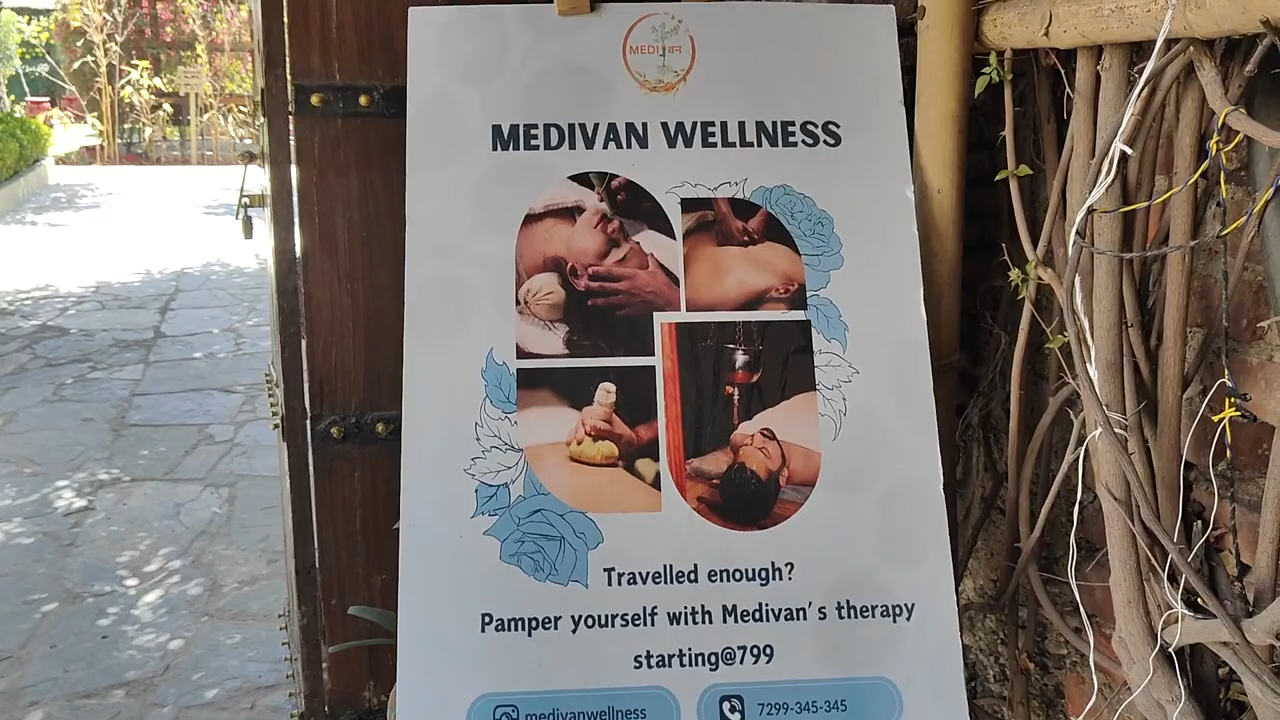 MEDI वन
MEDIVAN WELLNESS
Travelled enough?
Pamper yourself with Medivan's therapy
starting@799
medivanwellness
7299-345-345